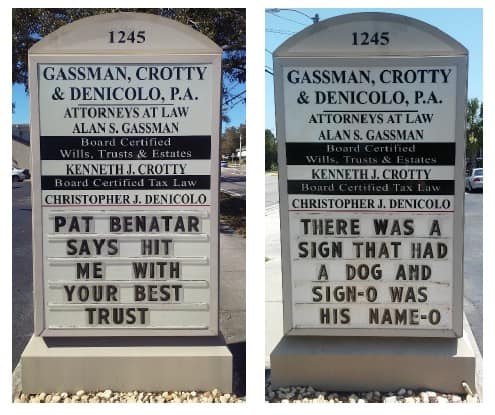 1245
GASSMAN, CROTTY
& DENICOLO, P.A.
ATTORNEYS AT LAW
ALAN S. GASSMAN
Board Certified
Wills, Trusts & Estates
KENNETH J. CROTTY
Board Certified Tax Law
CHRISTOPHER J. DENICOLO
PAT BENATAR
SAYS HIT
ME WITH
YOUR BEST
TRUST
1245
GASSMAN, CROTTY
& DENICOLO, P.A.
ATTORNEYS AT LAW
ALAN S. GASSMAN
Board Certified
Wills, Trusts & Estates
KENNETH J. CROTTY
Board Certified Tax Law
CHRISTOPHER J. DENICOLO
THERE WAS A
SIGN THAT HAD
A DOG AND
SIGN-O WAS
HIS NAME-O